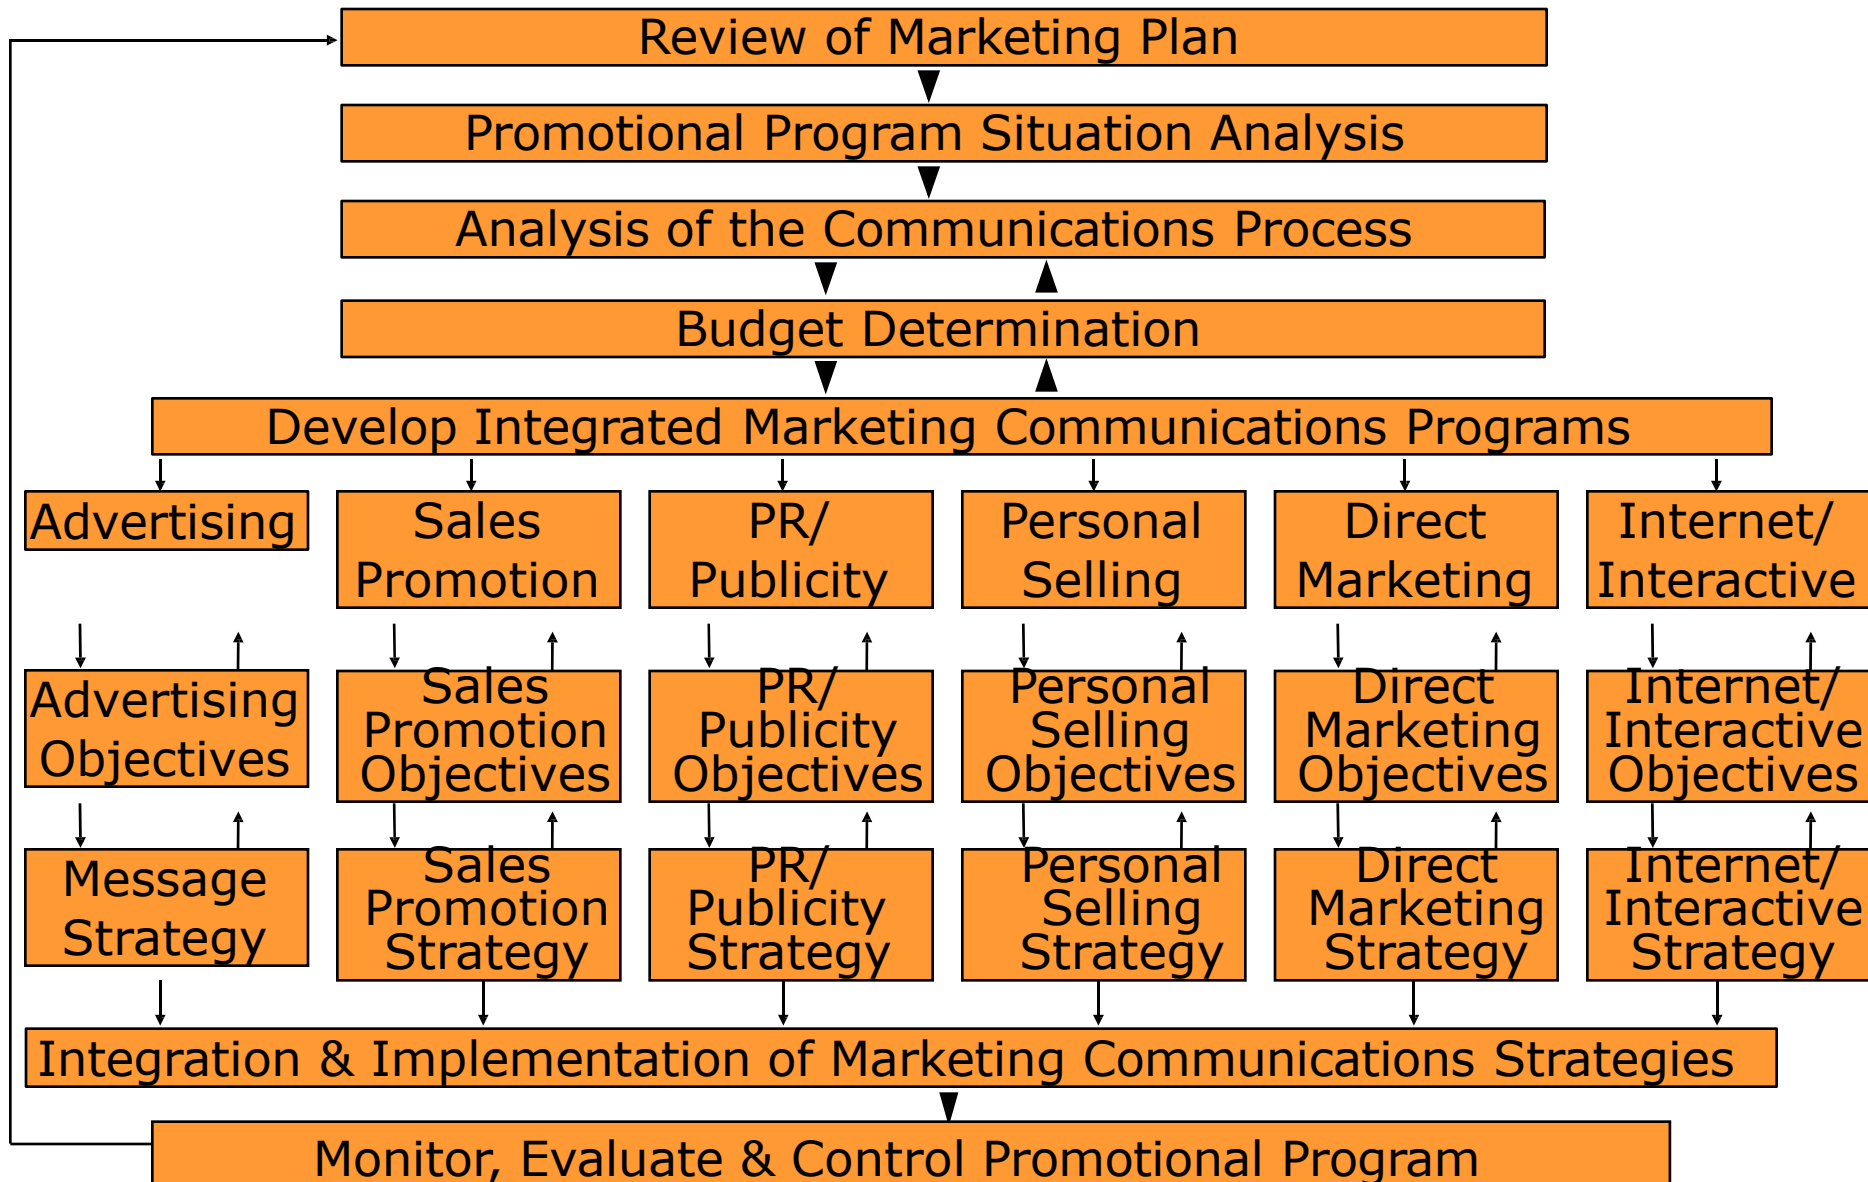 Review of Marketing Plan
Promotional Program Situation Analysis
Analysis of the Communications Process
Budget Determination
Develop Integrated Marketing Communications Programs
Advertising
Sales
Promotion
PR/
Publicity
Personal
Selling
Direct
Marketing
Internet/
Interactive
Advertising
Objectives
Sales
Promotion
Objectives
PR/
Publicity
Objectives
Personal
Selling
Objectives
Direct
Marketing
Objectives
Internet/
Interactive
Objectives
Message
Strategy
Sales
Promotion
Strategy
PR/
Publicity
Strategy
Personal
Selling
Strategy
Direct
Marketing
Strategy
Internet/
Interactive
Strategy
Integration & Implementation of Marketing Communications Strategies
Monitor, Evaluate & Control Promotional Program